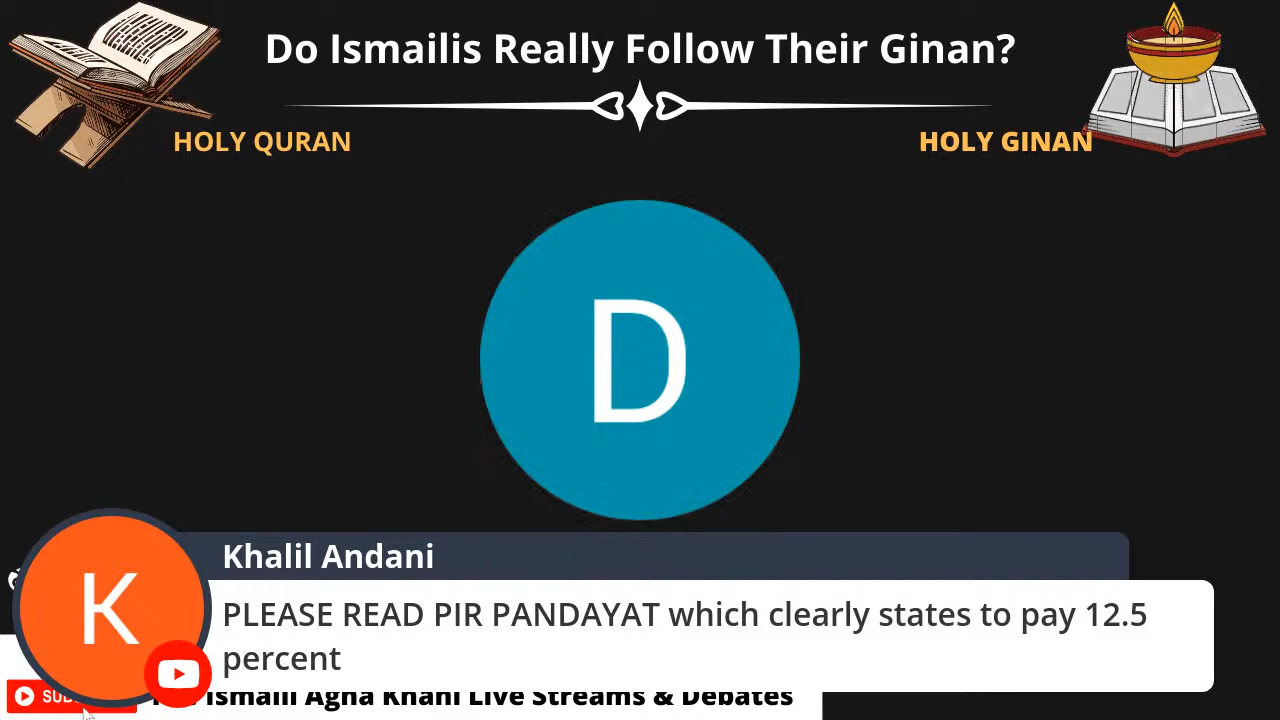 Do Ismailis Really Follow Their Ginan?
HOLY QURAN
HOLY GINAN
D
K
Khalil Andani
PLEASE READ PIR PANDAYAT which clearly states to pay 12.5
percent
Ismaili Agha Khani Live Streams & Debates